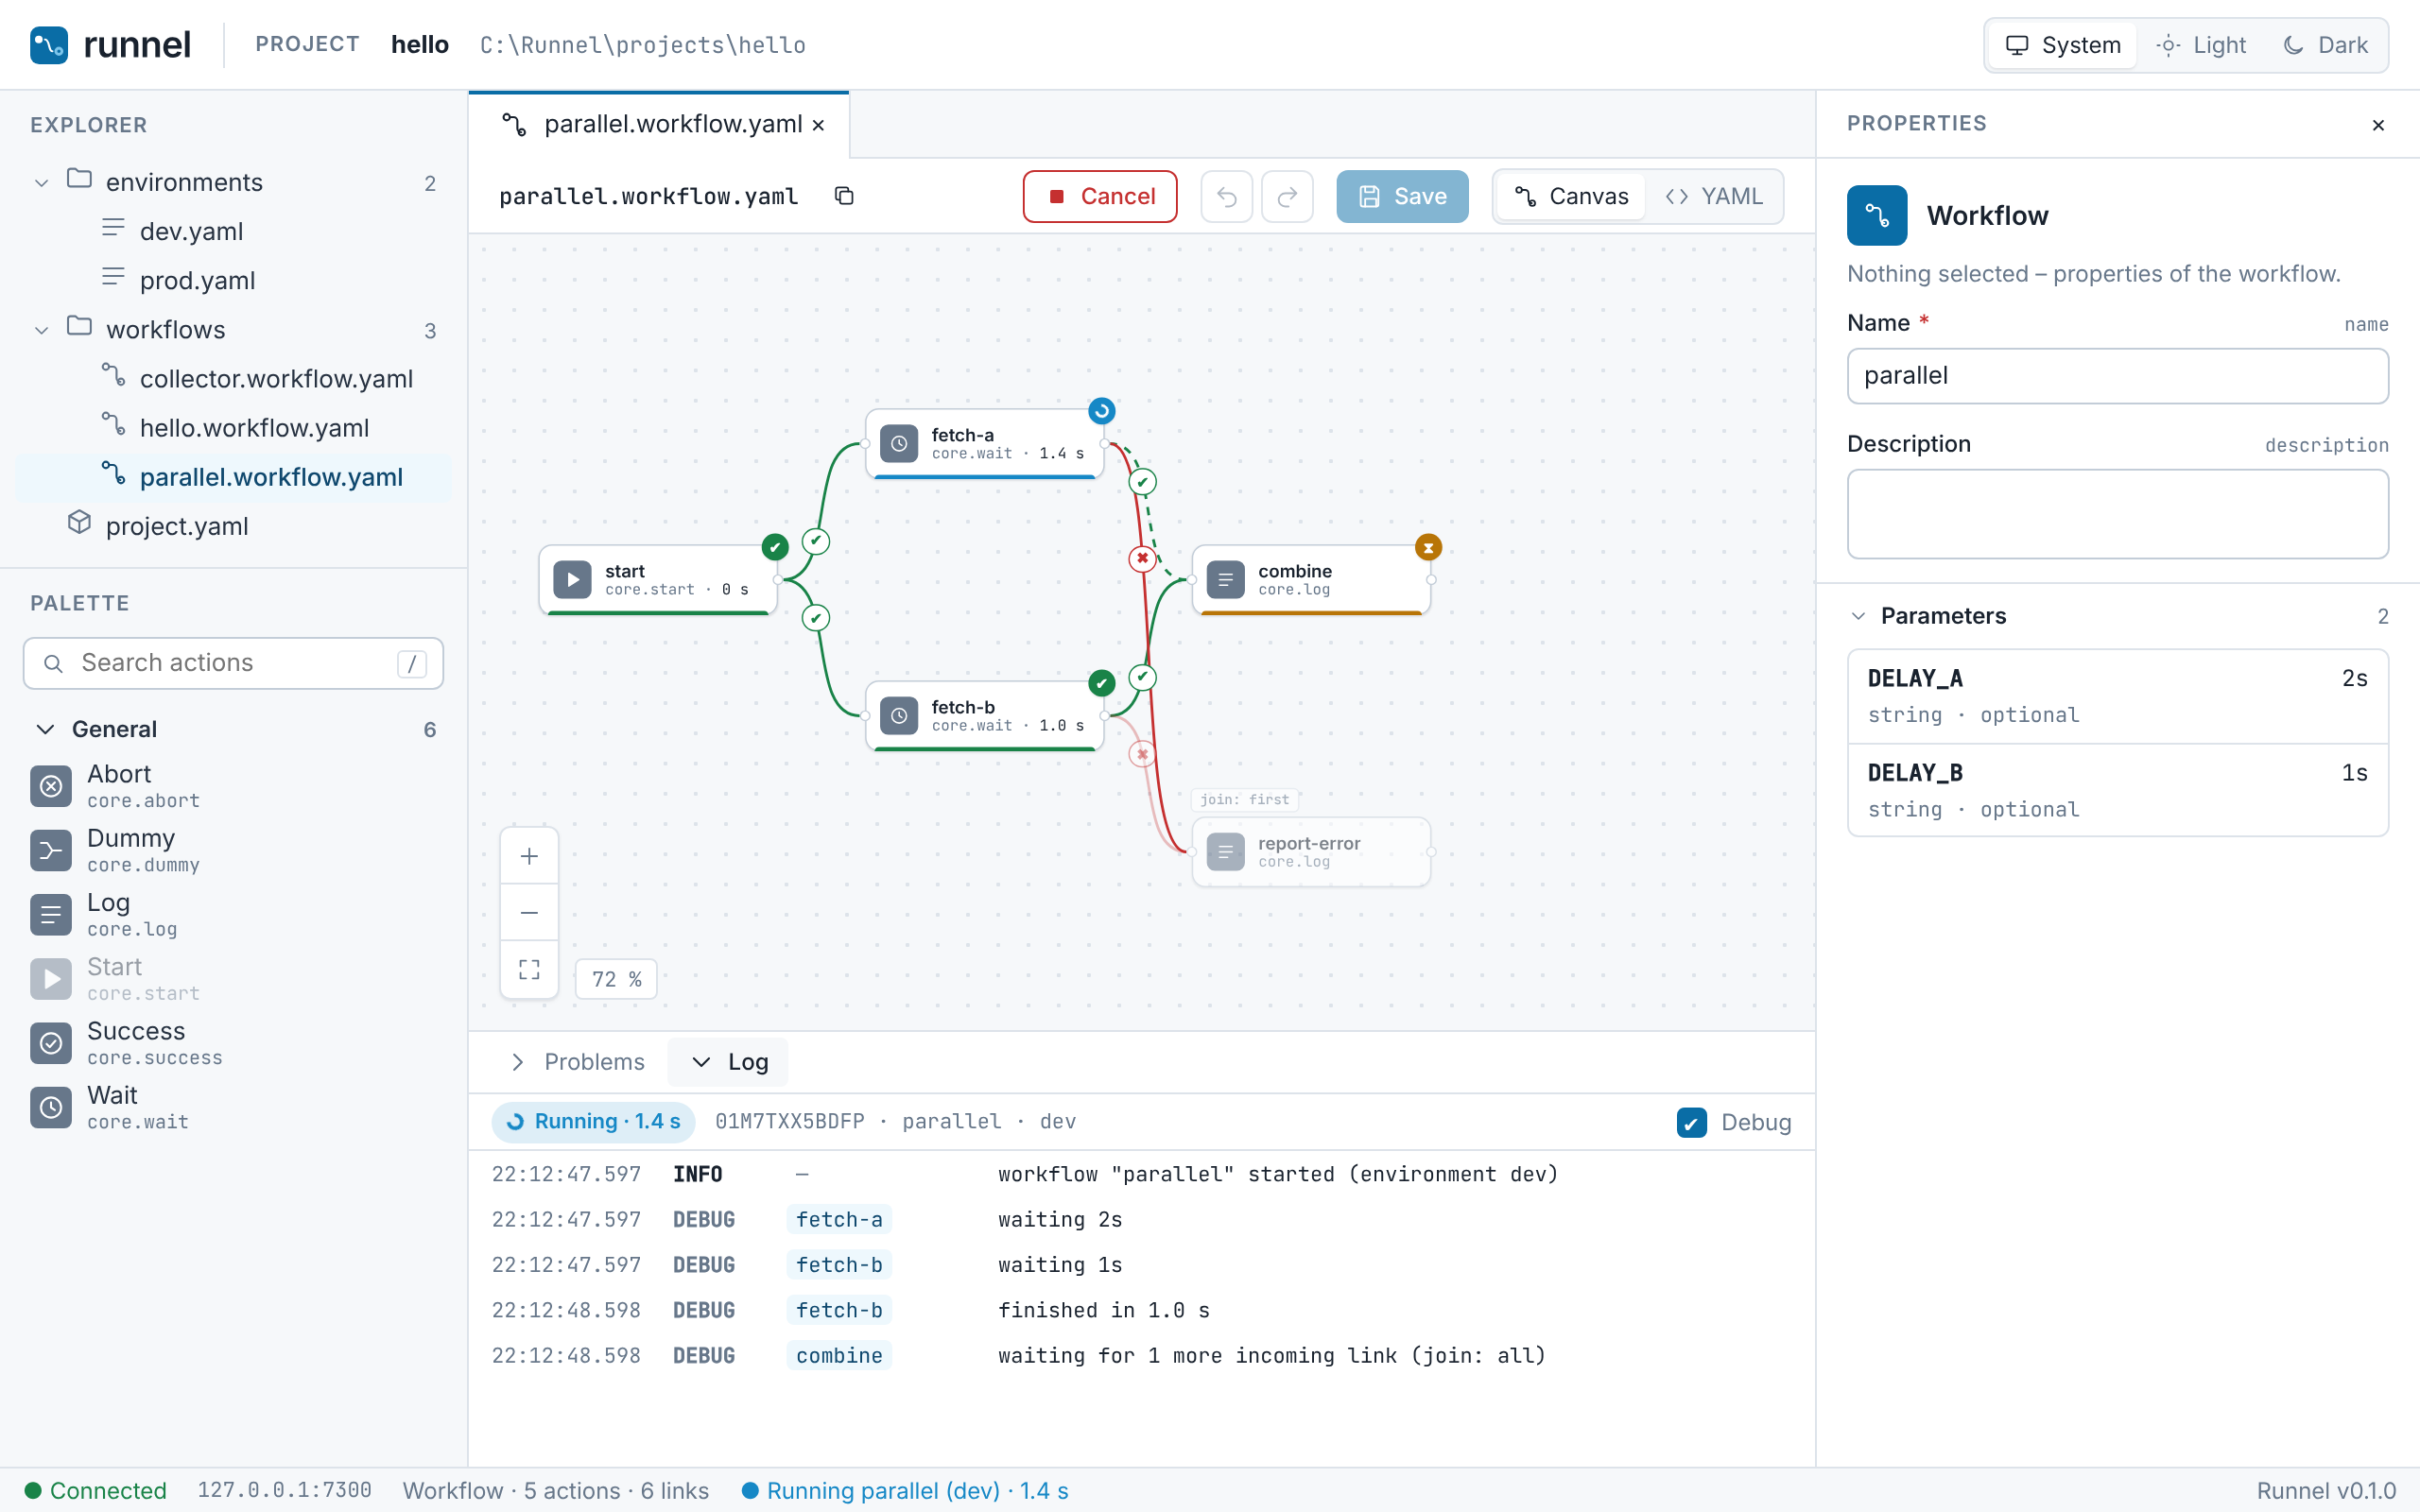 runnel
PROJECT hello C:\Runnel\projects\hello
System Light Dark
EXPLORER
environments 2
dev.yaml
prod.yaml
workflows 3
collector.workflow.yaml
hello.workflow.yaml
parallel.workflow.yaml
project.yaml
PALETTE
Search actions /
General 6
Abort
core.abort
Dummy
core.dummy
Log
core.log
Start
core.start
Success
core.success
Wait
core.wait
parallel.workflow.yaml
parallel.workflow.yaml
Cancel Save Canvas YAML
fetch-a
core.wait · 1.4 s
start
core.start · 0 s
combine
core.log
fetch-b
core.wait · 1.0 s
join: first
report-error
core.log
72 %
Problems Log
Running · 1.4 s 01M7TXX5BDFP · parallel · dev Debug
22:12:47.597 INFO — workflow "parallel" started (environment dev)
22:12:47.597 DEBUG fetch-a waiting 2s
22:12:47.597 DEBUG fetch-b waiting 1s
22:12:48.598 DEBUG fetch-b finished in 1.0 s
22:12:48.598 DEBUG combine waiting for 1 more incoming link (join: all)
PROPERTIES
Workflow
Nothing selected – properties of the workflow.
Name * name
parallel
Description description
Parameters 2
DELAY_A 2s
string · optional
DELAY_B 1s
string · optional
Connected 127.0.0.1:7300 Workflow · 5 actions · 6 links Running parallel (dev) · 1.4 s Runnel v0.1.0